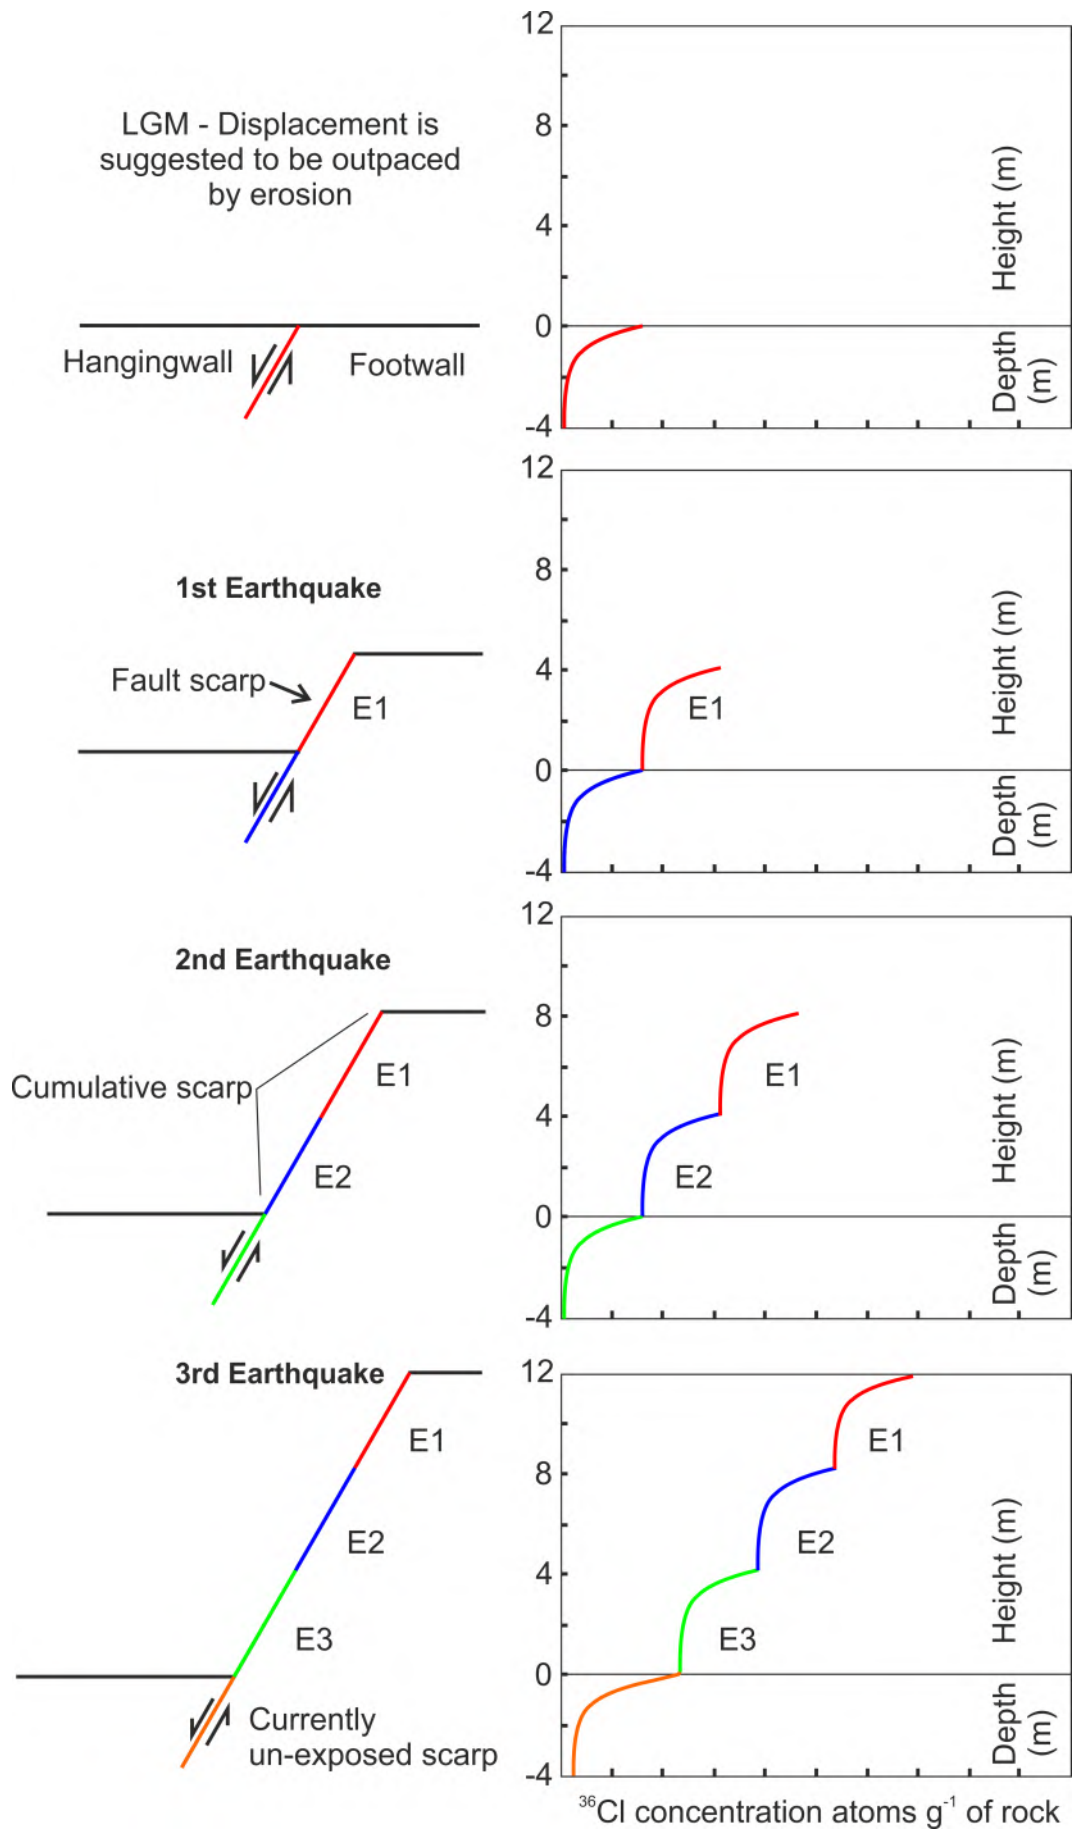 LGM - Displacement is
suggested to be outpaced
by erosion
Hangingwall
Footwall
12
8
4
0
-4
Height (m)
Depth
(m)
1st Earthquake
Fault scarp
E1
12
8
4
0
-4
E1
Height (m)
Depth
(m)
2nd Earthquake
Cumulative scarp
E1
E2
12
8
4
0
-4
E1
E2
Height (m)
Depth
(m)
3rd Earthquake
E1
E2
E3
Currently
un-exposed scarp
12
8
4
0
-4
E1
E2
E3
Height (m)
Depth
(m)
³⁶Cl concentration atoms g⁻¹ of rock